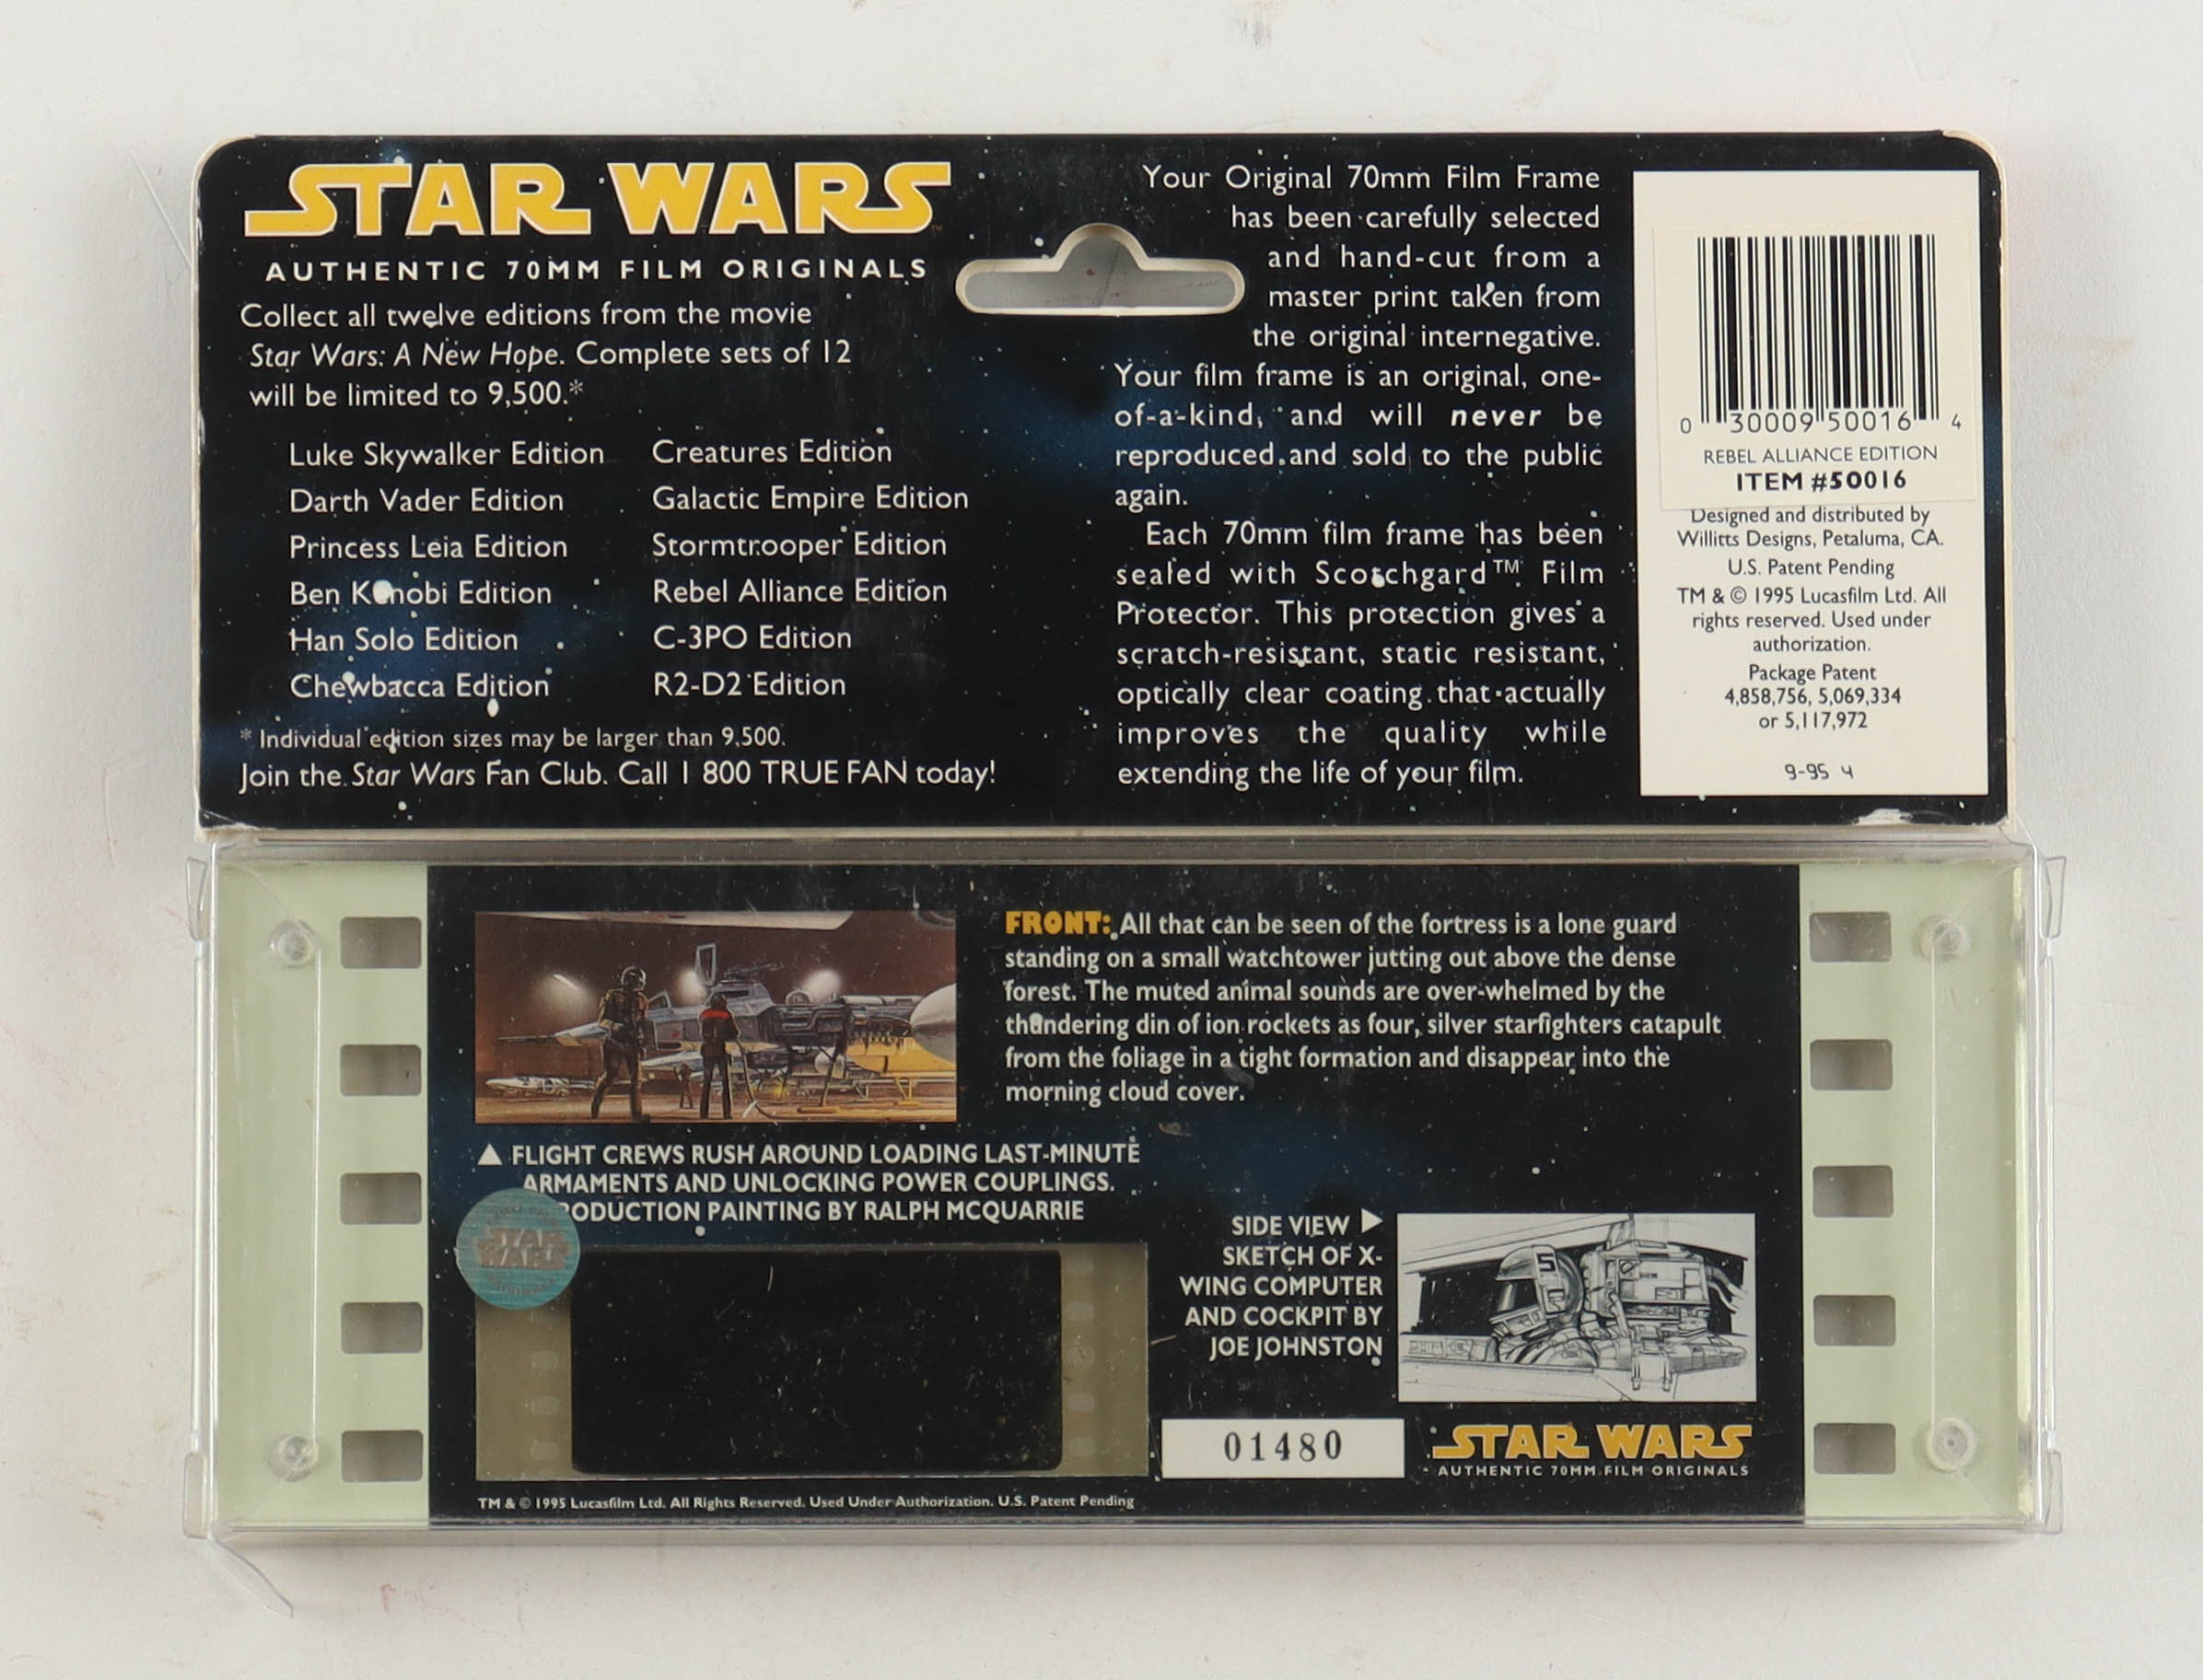 STAR WARS
AUTHENTIC 70MM FILM ORIGINALS
Collect all twelve editions from the movie
Star Wars: A New Hope. Complete sets of 12
will be limited to 9,500.*
Luke Skywalker Edition
Darth Vader Edition
Princess Leia Edition
Ben Kenobi Edition
Han Solo Edition
Chewbacca Edition
Creatures Edition
Galactic Empire Edition
Stormtrooper Edition
Rebel Alliance Edition
C-3PO Edition
R2-D2 Edition
* Individual edition sizes may be larger than 9,500.
Join the Star Wars Fan Club. Call 1 800 TRUE FAN today!
Your Original 70mm Film Frame
has been carefully selected
and hand-cut from a
master print taken from
the original internegative.
Your film frame is an original, one-
of-a-kind, and will never be
reproduced and sold to the public
again.
Each 70mm film frame has been
sealed with Scotchgard™ Film
Protector. This protection gives a
scratch-resistant, static resistant,
optically clear coating that actually
improves the quality while
extending the life of your film.
0 30009 50016 4
REBEL ALLIANCE EDITION
ITEM #50016
Designed and distributed by
Willitts Designs, Petaluma, CA.
U.S. Patent Pending
TM & © 1995 Lucasfilm Ltd. All
rights reserved. Used under
authorization.
Package Patent
4,858,756, 5,069,334
or 5,117,972
9-95 4
FRONT: All that can be seen of the fortress is a lone guard
standing on a small watchtower jutting out above the dense
forest. The muted animal sounds are over-whelmed by the
thundering din of ion rockets as four, silver starfighters catapult
from the foliage in a tight formation and disappear into the
morning cloud cover.
▲ FLIGHT CREWS RUSH AROUND LOADING LAST-MINUTE
ARMAMENTS AND UNLOCKING POWER COUPLINGS.
RODUCTION PAINTING BY RALPH MCQUARRIE
STAR
WARS
SIDE VIEW ▶
SKETCH OF X-
WING COMPUTER
AND COCKPIT BY
JOE JOHNSTON
5
01480
STAR WARS
AUTHENTIC 70MM FILM ORIGINALS
TM & © 1995 Lucasfilm Ltd. All Rights Reserved. Used Under Authorization. U.S. Patent Pending